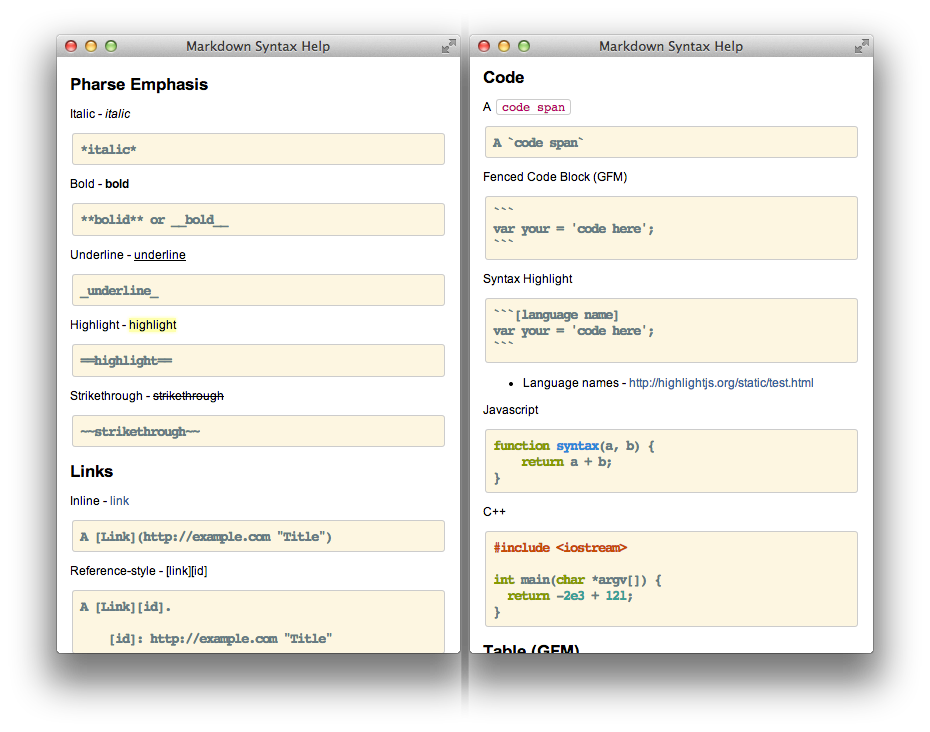 Markdown Syntax Help
Pharse Emphasis
Italic - italic
*italic*
Bold - bold
**bolid** or __bold__
Underline - underline
_underline_
Highlight - highlight
==highlight==
Strikethrough - strikethrough
~~strikethrough~~
Links
Inline - link
A [Link](http://example.com "Title")
Reference-style - [link][id]
A [Link][id].
[id]: http://example.com "Title"
Markdown Syntax Help
Code
A code span
A `code span`
Fenced Code Block (GFM)
```
var your = 'code here';
```
Syntax Highlight
```[language name]
var your = 'code here';
```
• Language names - http://highlightjs.org/static/test.html
Javascript
function syntax(a, b) {
    return a + b;
}
C++
#include <iostream>
int main(char *argv[]) {
  return -2e3 + 12l;
}
Table (GFM)